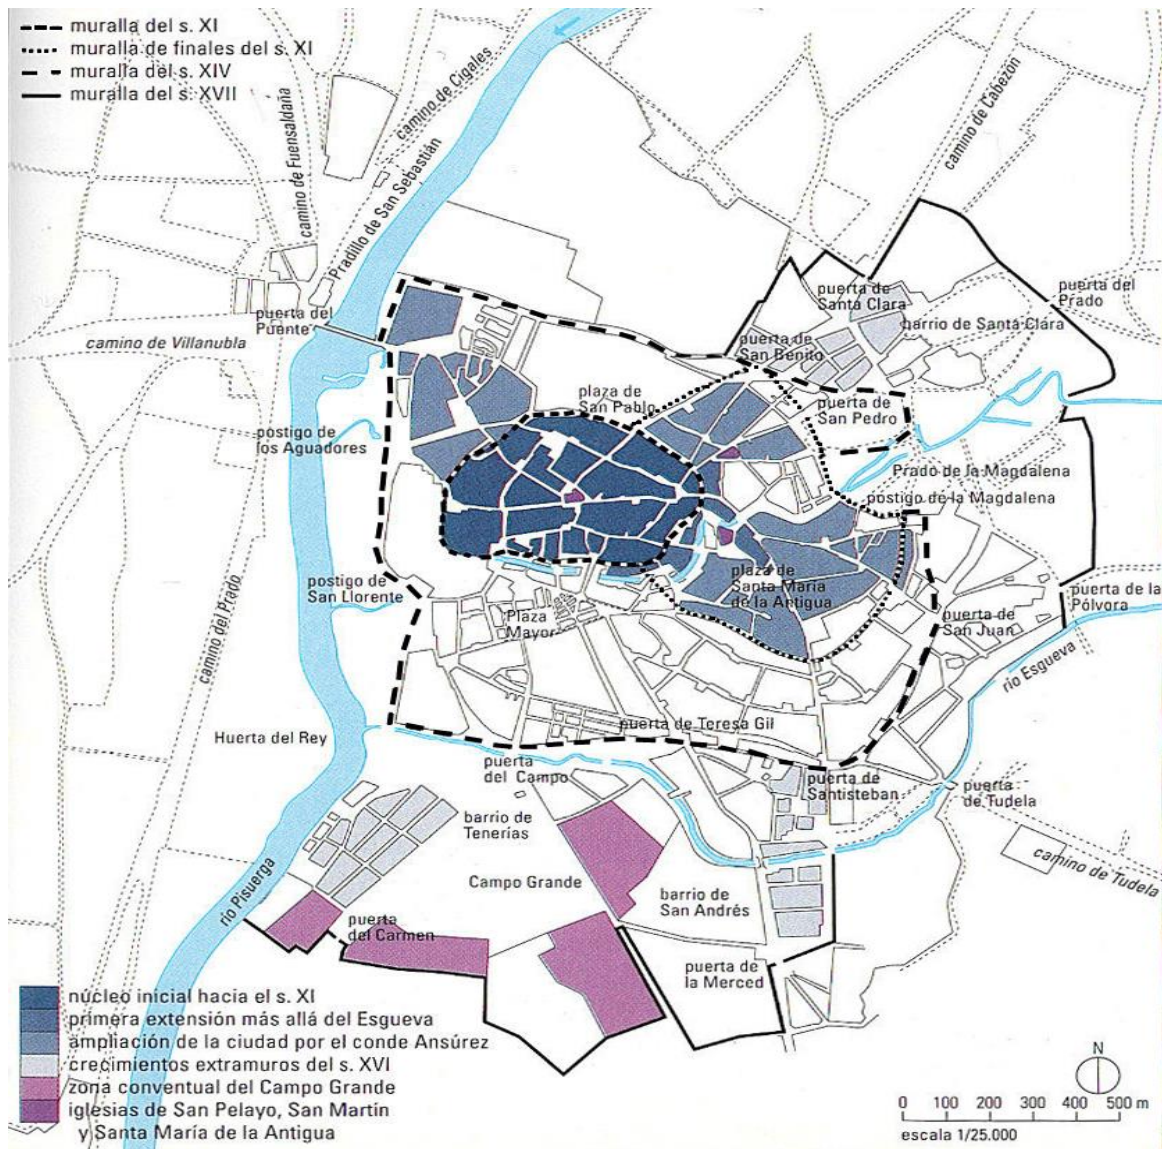 muralla del s. XI
muralla de finales del s. XI
muralla del s. XIV
muralla del s. XVII
camino de Fuensaldaña
camino de Cigales
Pradillo de San Sebastián
camino de Cabezón
puerta del
Puente
camino de Villanubla
puerta de
Santa Clara
puerta del
Prado
barrio de Santa Clara
puerta de
San Benito
plaza de
San Pablo
puerta de
San Pedro
postigo de
los Aguadores
Prado de la Magdalena
postigo de la Magdalena
plaza de
Santa María
de la Antigua
postigo de
San Llorente
Plaza
Mayor
puerta de la
Pólvora
puerta de
San Juan
camino del Prado
río Esgueva
Huerta del Rey
puerta de Teresa Gil
puerta
del Campo
puerta de
Santisteban
puerta
de Tudela
barrio de
Tenerías
camino de Tudela
Campo Grande
barrio de
San Andrés
río Pisuerga
puerta
del Carmen
puerta de
la Merced
núcleo inicial hacia el s. XI
primera extensión más allá del Esgueva
ampliación de la ciudad por el conde Ansúrez
crecimientos extramuros del s. XVI
zona conventual del Campo Grande
iglesias de San Pelayo, San Martín
y Santa María de la Antigua
N
0 100 200 300 400 500 m
escala 1/25.000